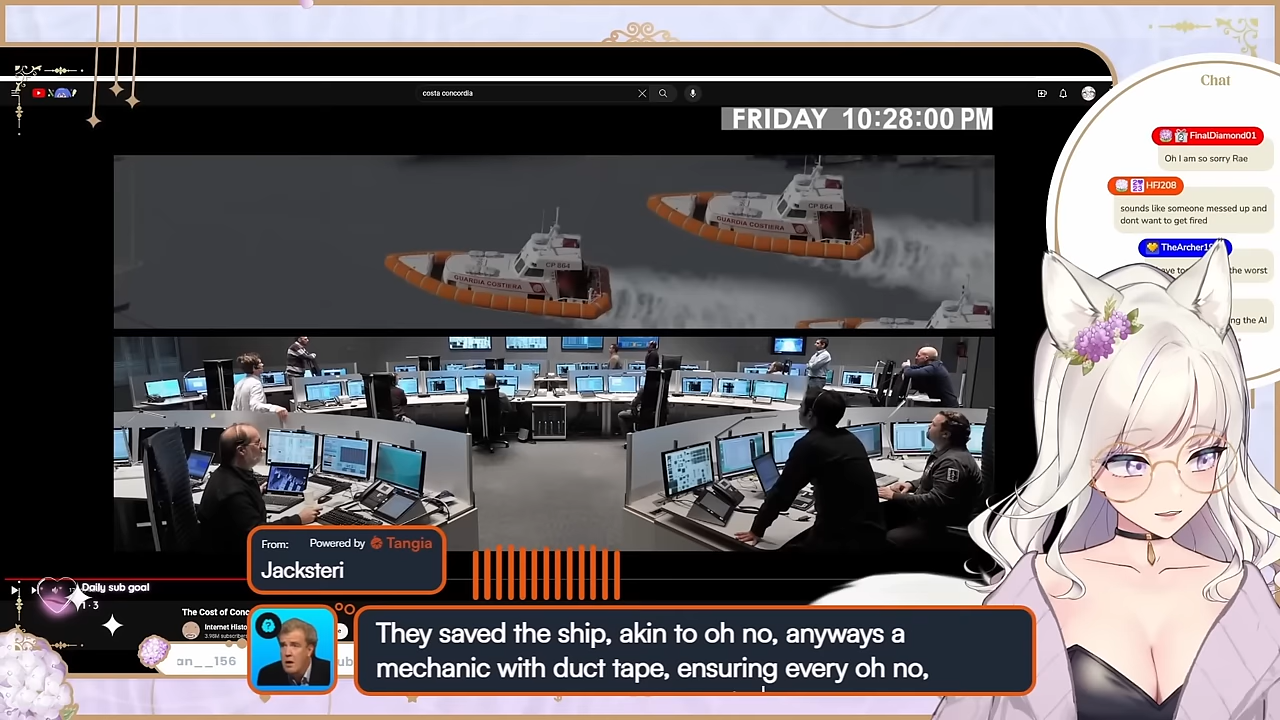 Chat
costa concordia
FRIDAY 10:28:00 PM
FinalDiamond01
Oh I am so sorry Rae
HFJ208
sounds like someone messed up and
dont want to get fired
the worst
ng the AI
CP 864
GUARDIA COSTIERA
CP 864
GUARDIA COSTIERA
From:
Powered by Tangia
Jacksteri
Daily sub goal
The Cost of Conc
Internet Histo
an__156
They saved the ship, akin to oh no, anyways a
mechanic with duct tape, ensuring every oh no,